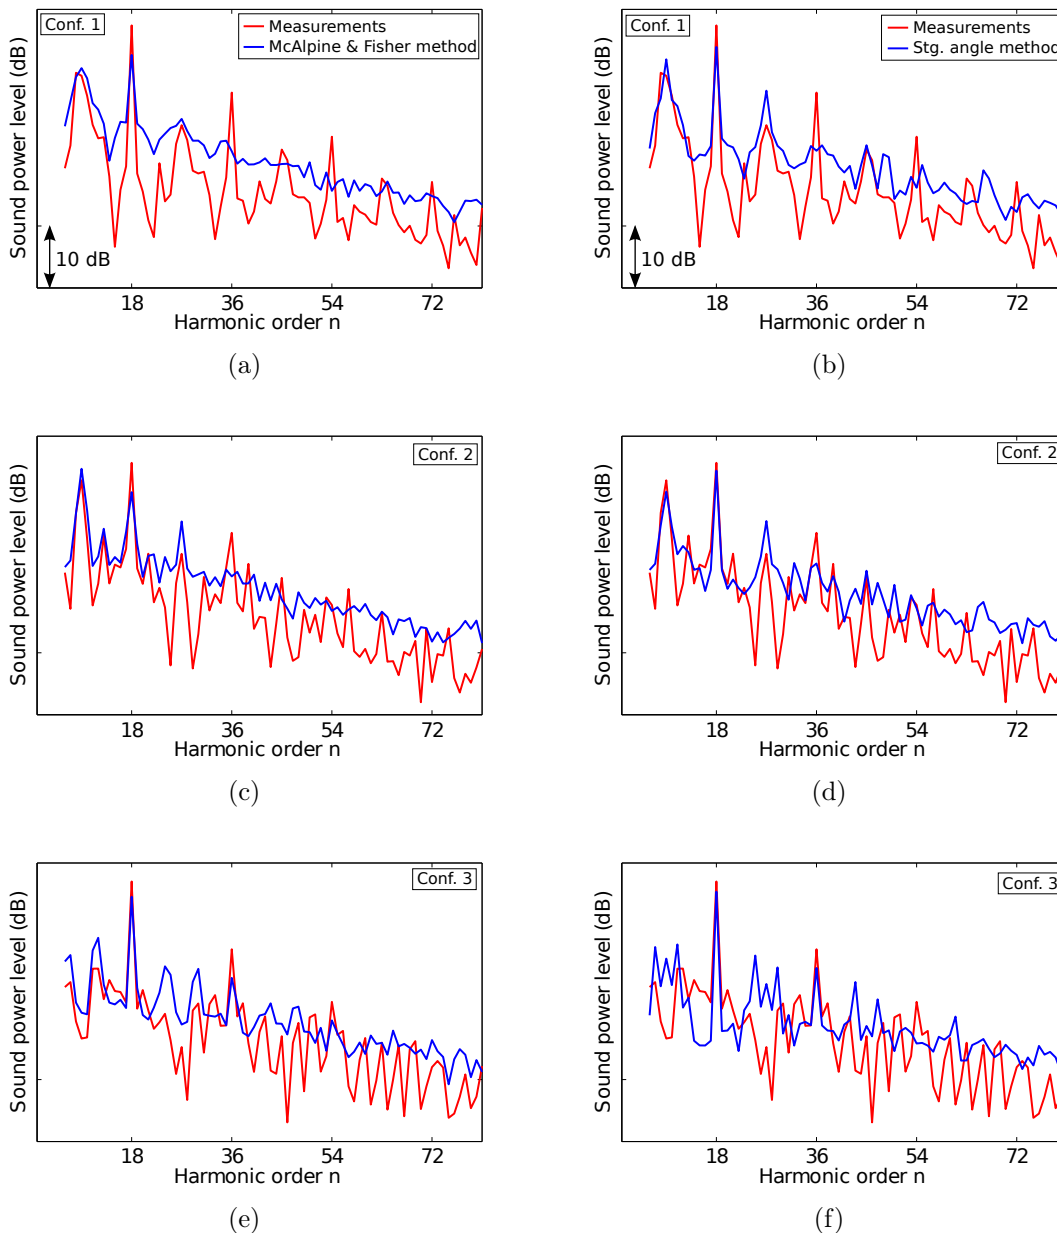 Conf. 1
Measurements
McAlpine & Fisher method
Sound power level (dB)
10 dB
18 36 54 72
Harmonic order n
(a)
Conf. 1
Measurements
Stg. angle method
Sound power level (dB)
10 dB
18 36 54 72
Harmonic order n
(b)
Conf. 2
Sound power level (dB)
18 36 54 72
Harmonic order n
(c)
Conf. 2
Sound power level (dB)
18 36 54 72
Harmonic order n
(d)
Conf. 3
Sound power level (dB)
18 36 54 72
Harmonic order n
(e)
Conf. 3
Sound power level (dB)
18 36 54 72
Harmonic order n
(f)